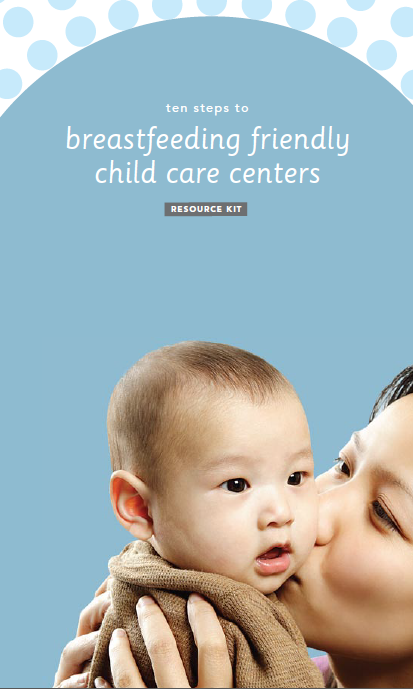 ten steps to
breastfeeding friendly
child care centers
RESOURCE KIT